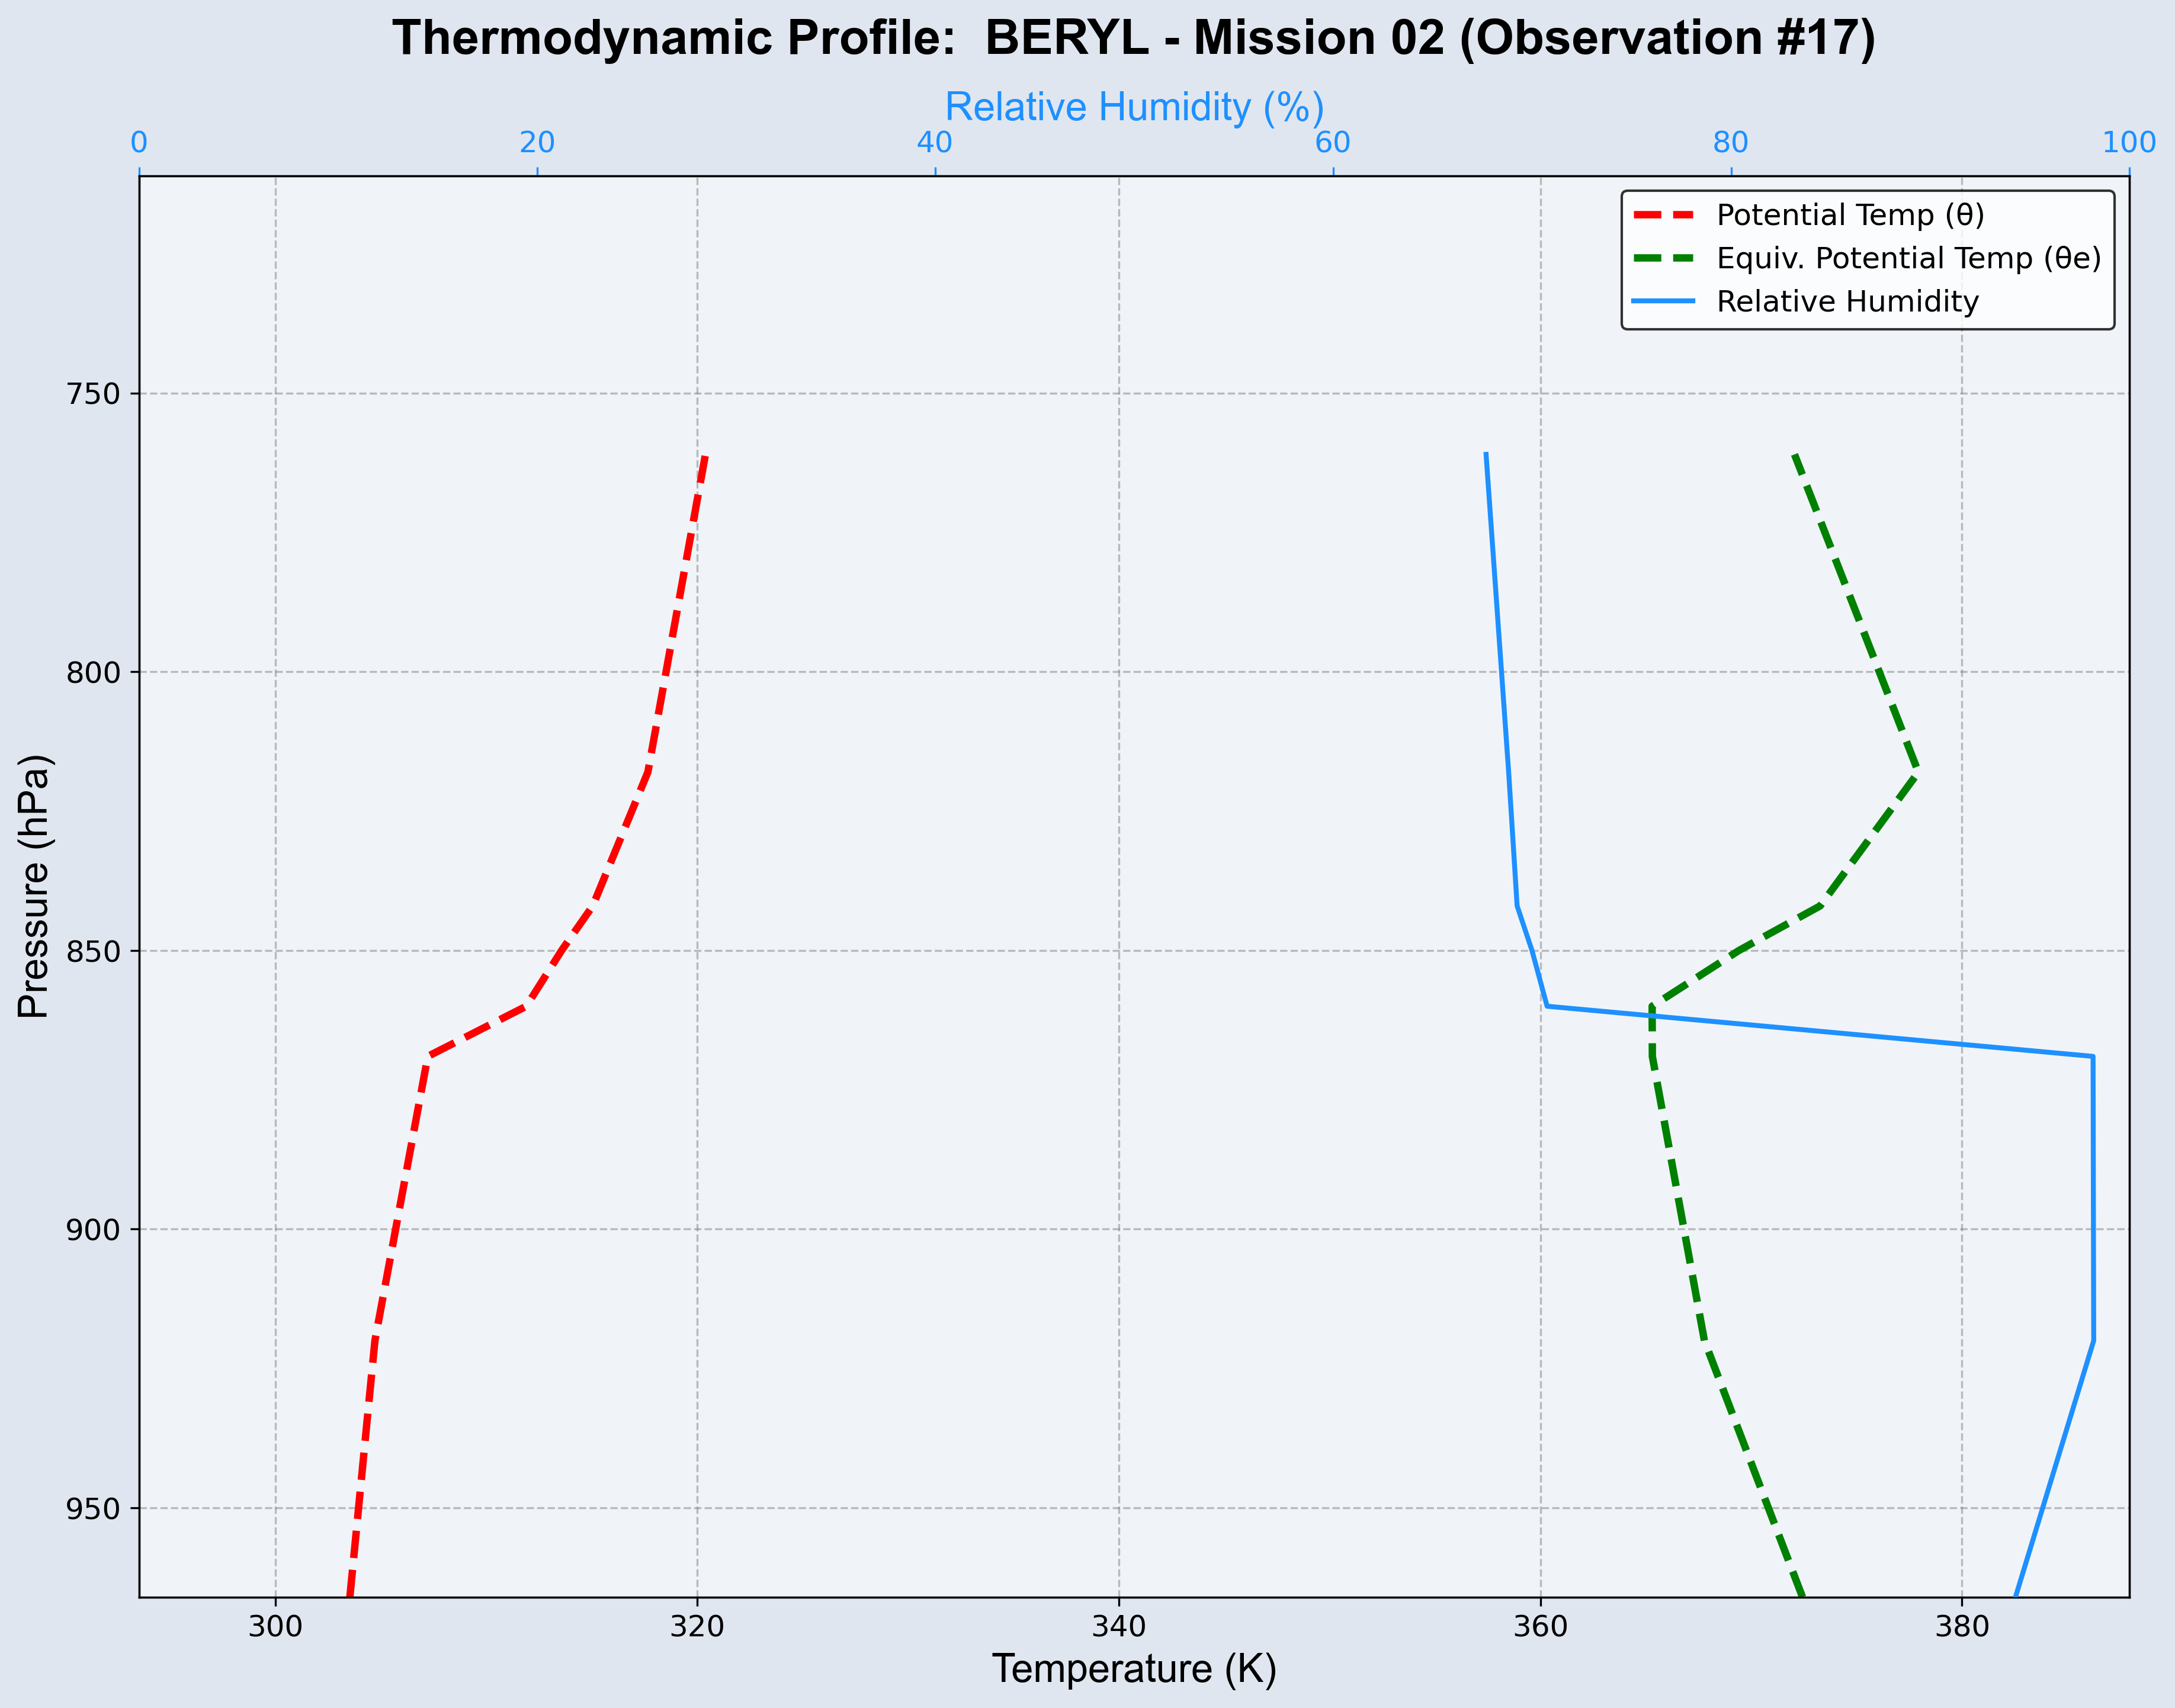 Thermodynamic Profile:  BERYL - Mission 02 (Observation #17)
Relative Humidity (%)
0 20 40 60 80 100
Potential Temp (θ)
Equiv. Potential Temp (θe)
Relative Humidity
750
800
850
900
950
Pressure (hPa)
300 320 340 360 380
Temperature (K)